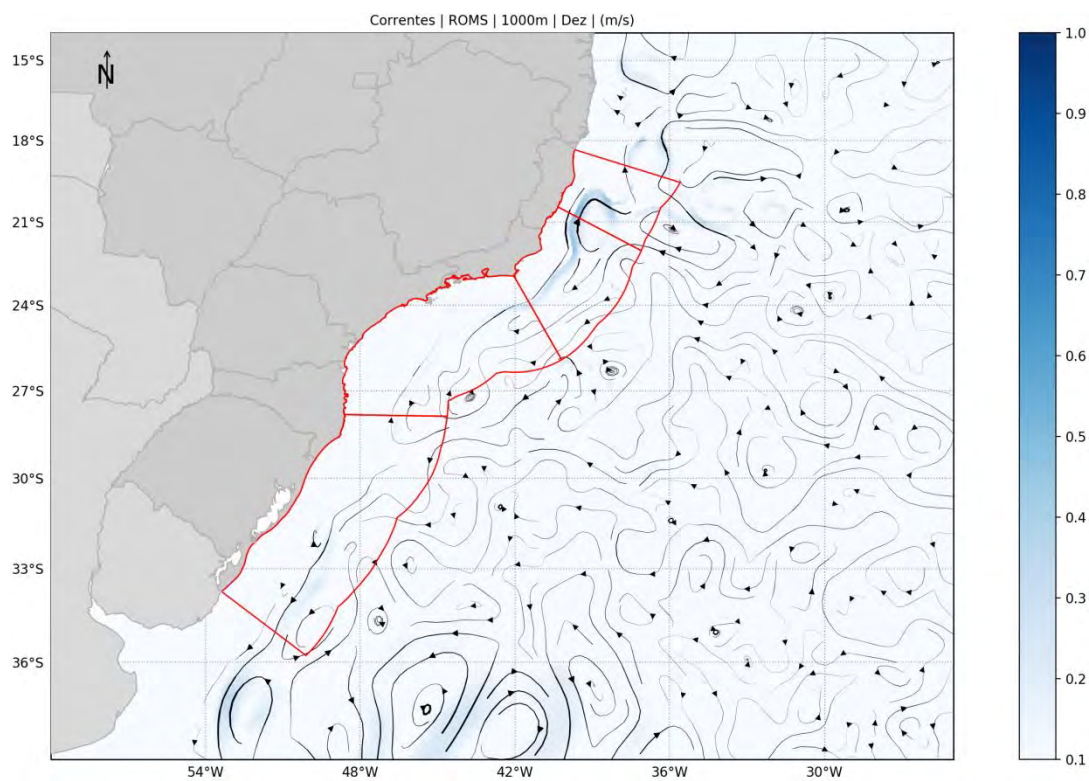 Correntes | ROMS | 1000m | Dez | (m/s)
N
15°S
18°S
21°S
24°S
27°S
30°S
33°S
36°S
54°W
48°W
42°W
36°W
30°W
1.0
0.9
0.8
0.7
0.6
0.5
0.4
0.3
0.2
0.1